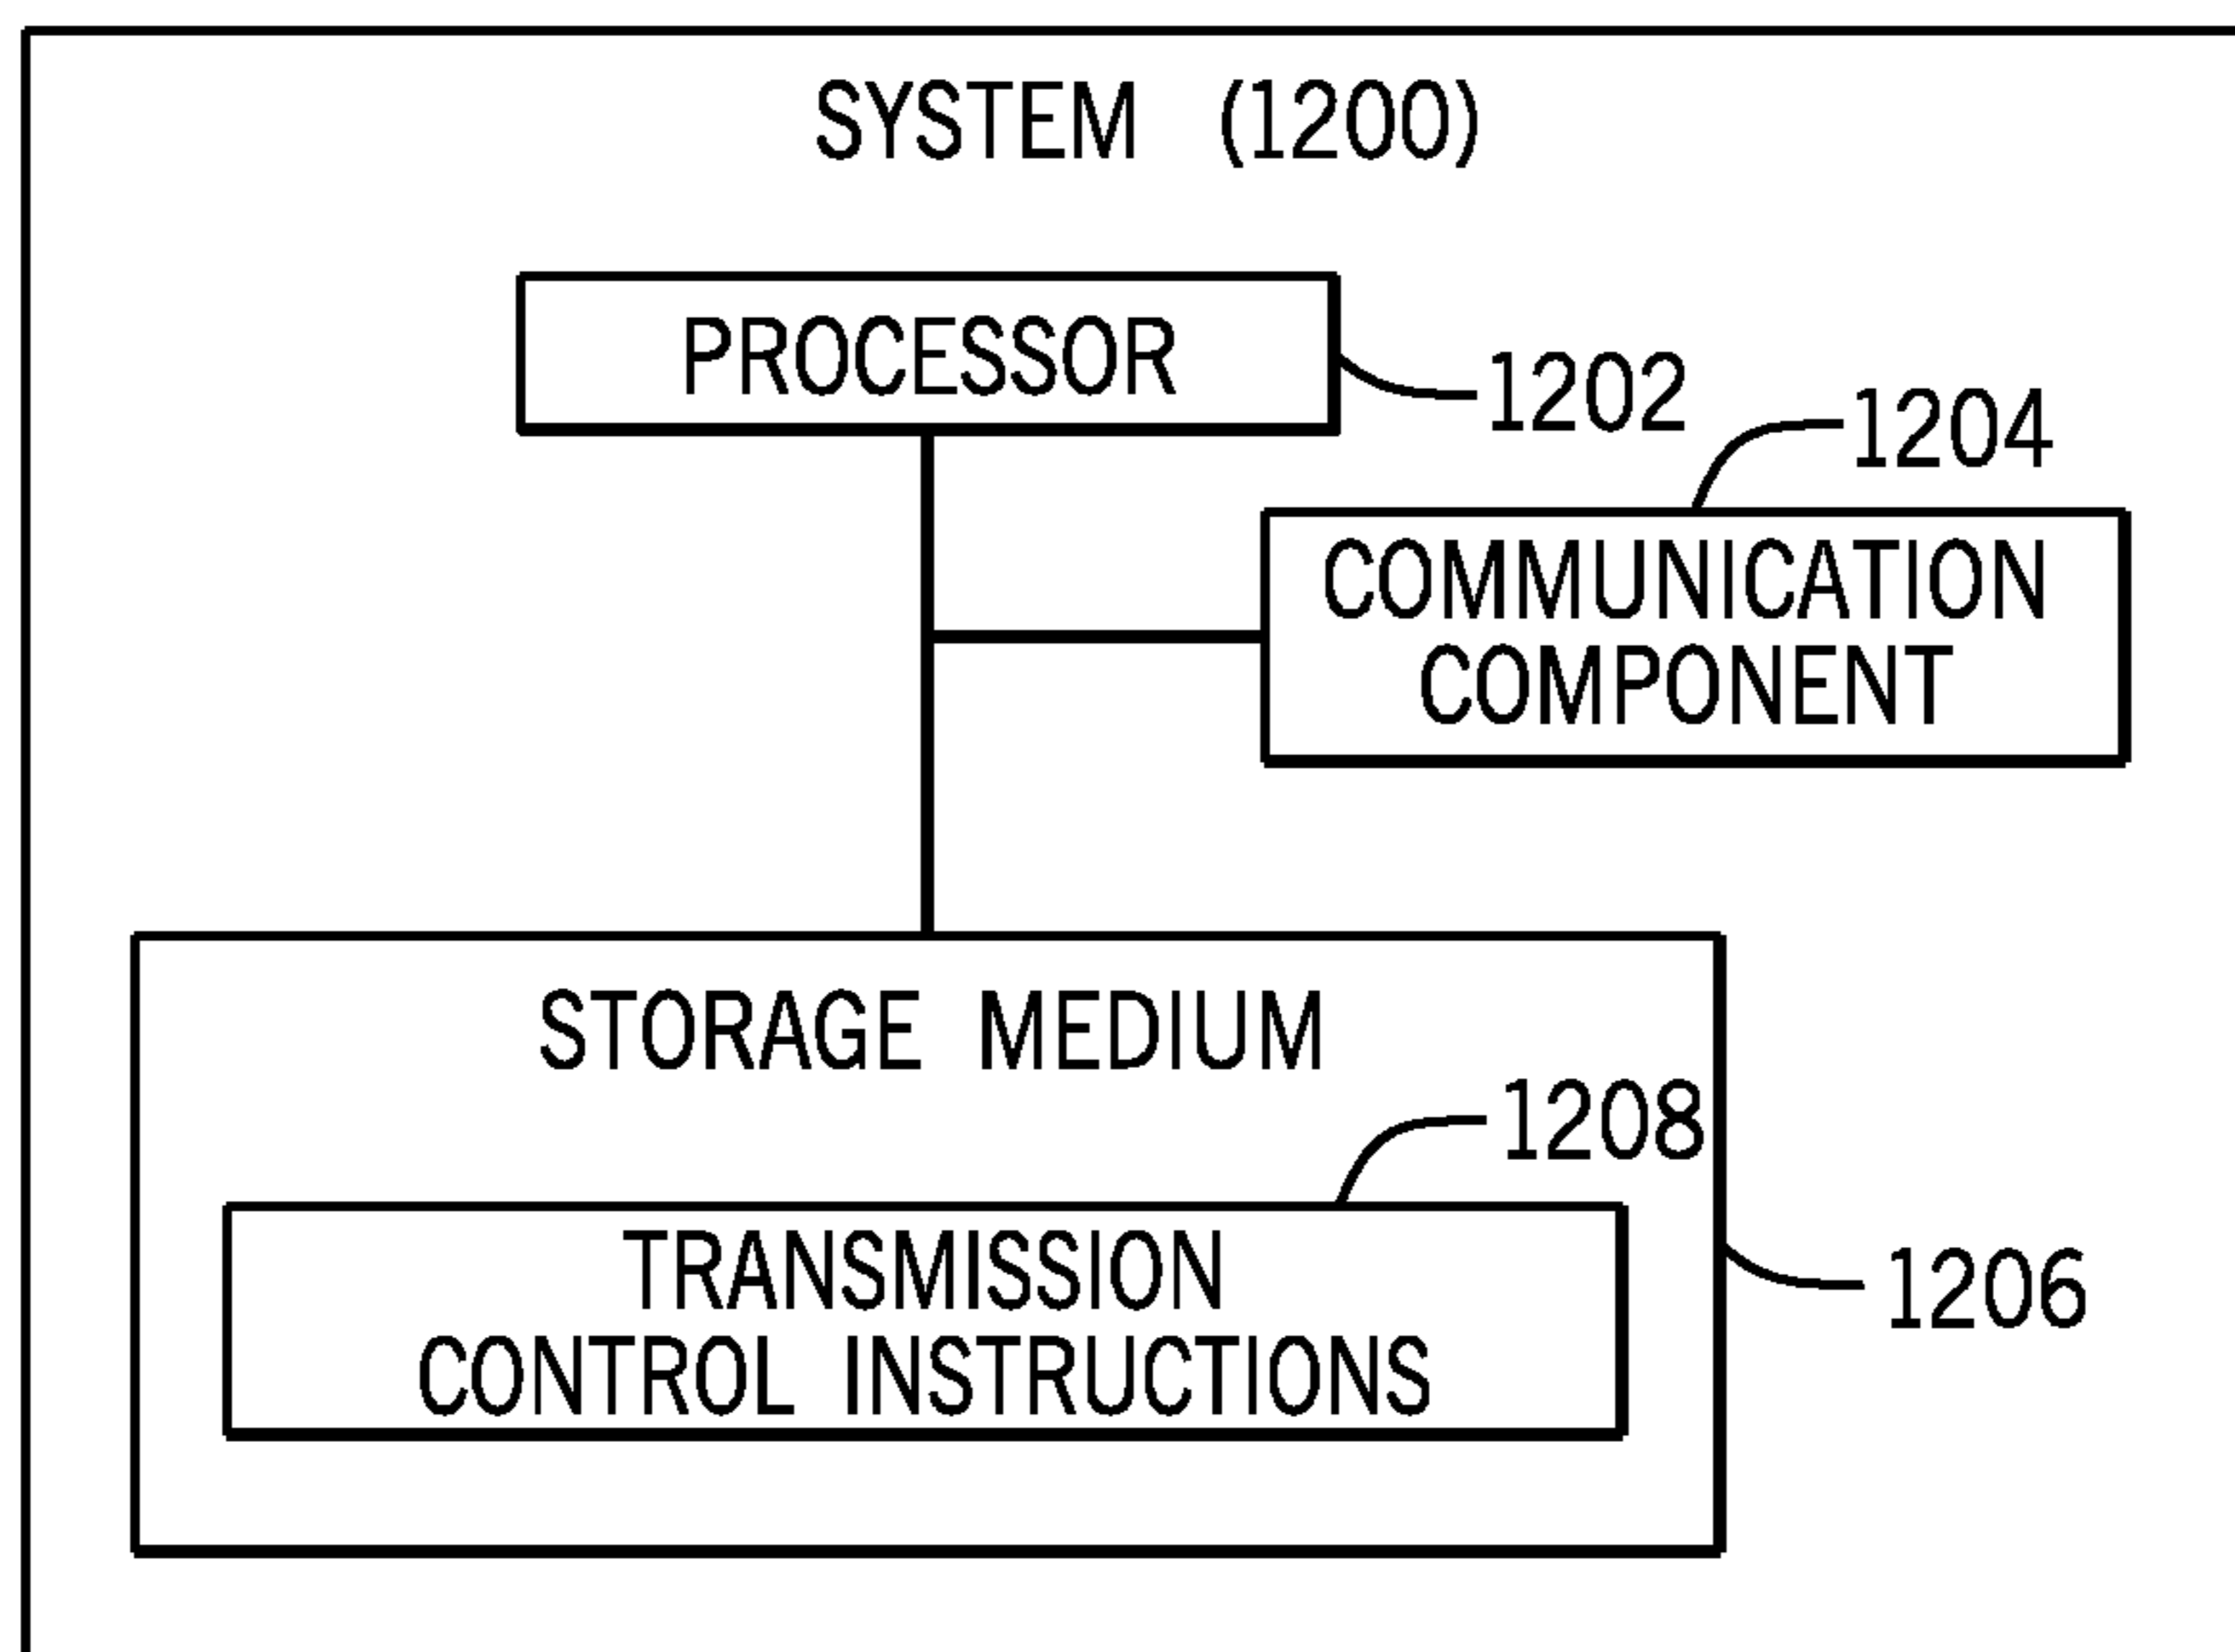 SYSTEM (1200)
PROCESSOR
1202
1204
COMMUNICATION
COMPONENT
STORAGE MEDIUM
1208
TRANSMISSION
CONTROL INSTRUCTIONS
1206